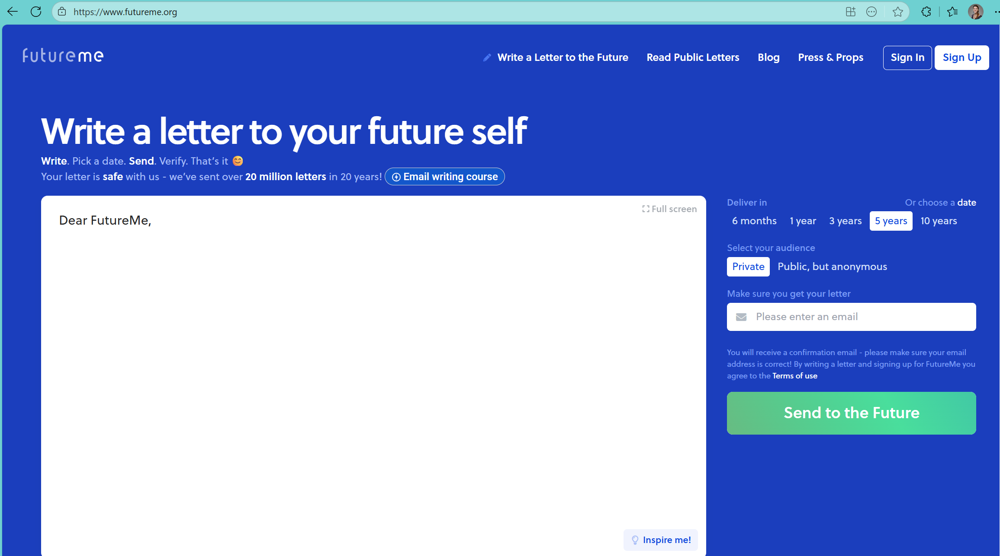 https://www.futureme.org
futureme
Write a Letter to the Future Read Public Letters Blog Press & Props Sign In Sign Up
Write a letter to your future self
Write. Pick a date. Send. Verify. That's it 😊
Your letter is safe with us - we've sent over 20 million letters in 20 years! Email writing course
Full screen
Dear FutureMe,
Inspire me!
Deliver in Or choose a date
6 months 1 year 3 years 5 years 10 years
Select your audience
Private Public, but anonymous
Make sure you get your letter
Please enter an email
You will receive a confirmation email - please make sure your email
address is correct! By writing a letter and signing up for FutureMe you
agree to the Terms of use
Send to the Future